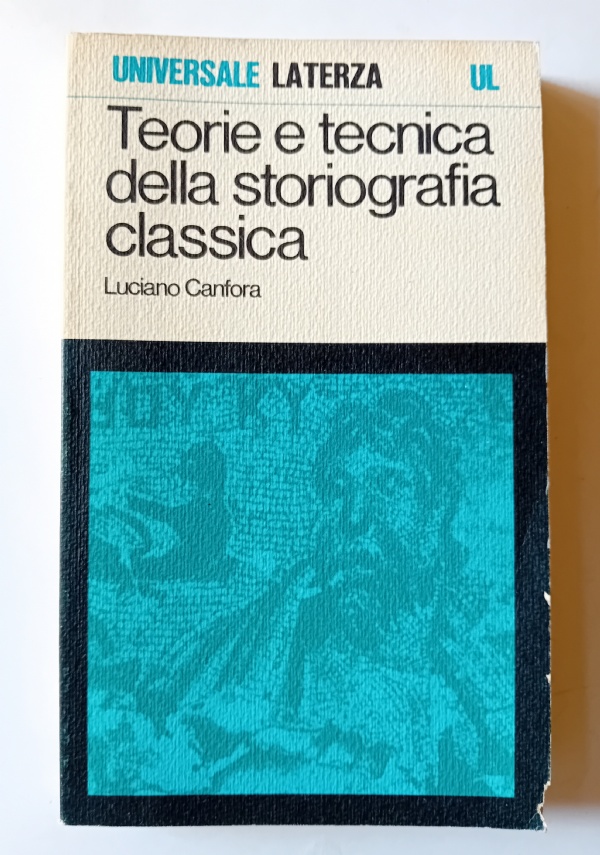 UNIVERSALE LATERZA UL
Teorie e tecnica
della storiografia
classica
Luciano Canfora